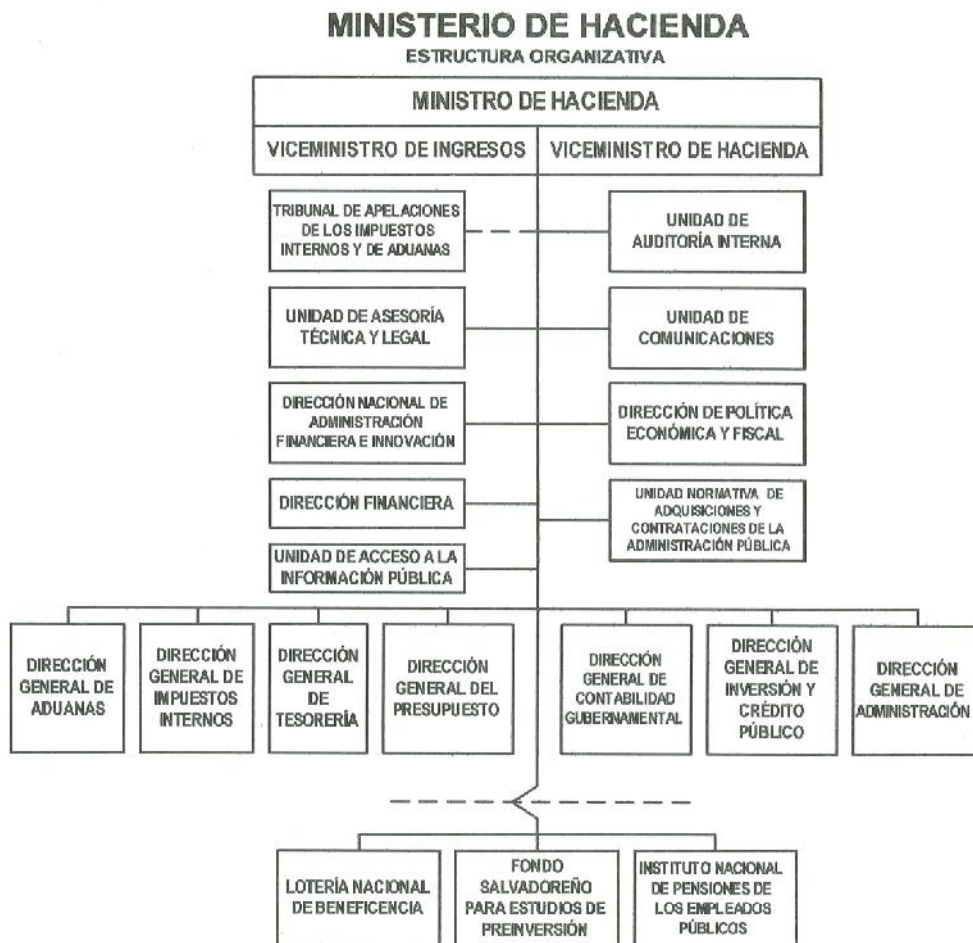 MINISTERIO DE HACIENDA
ESTRUCTURA ORGANIZATIVA
MINISTRO DE HACIENDA
VICEMINISTRO DE INGRESOS
VICEMINISTRO DE HACIENDA
TRIBUNAL DE APELACIONES
DE LOS IMPUESTOS
INTERNOS Y DE ADUANAS
UNIDAD DE
AUDITORÍA INTERNA
UNIDAD DE ASESORÍA
TÉCNICA Y LEGAL
UNIDAD DE
COMUNICACIONES
DIRECCIÓN NACIONAL DE
ADMINISTRACIÓN
FINANCIERA E INNOVACIÓN
DIRECCIÓN DE POLÍTICA
ECONÓMICA Y FISCAL
DIRECCIÓN FINANCIERA
UNIDAD NORMATIVA DE
ADQUISICIONES Y
CONTRATACIONES DE LA
ADMINISTRACIÓN PÚBLICA
UNIDAD DE ACCESO A LA
INFORMACIÓN PÚBLICA
DIRECCIÓN
GENERAL DE
ADUANAS
DIRECCIÓN
GENERAL DE
IMPUESTOS
INTERNOS
DIRECCIÓN
GENERAL
DE
TESORERÍA
DIRECCIÓN
GENERAL DEL
PRESUPUESTO
DIRECCIÓN
GENERAL DE
CONTABILIDAD
GUBERNAMENTAL
DIRECCIÓN
GENERAL DE
INVERSIÓN Y
CRÉDITO
PÚBLICO
DIRECCIÓN
GENERAL DE
ADMINISTRACIÓN
LOTERÍA NACIONAL
DE BENEFICENCIA
FONDO
SALVADOREÑO
PARA ESTUDIOS DE
PREINVERSIÓN
INSTITUTO NACIONAL
DE PENSIONES DE
LOS EMPLEADOS
PÚBLICOS